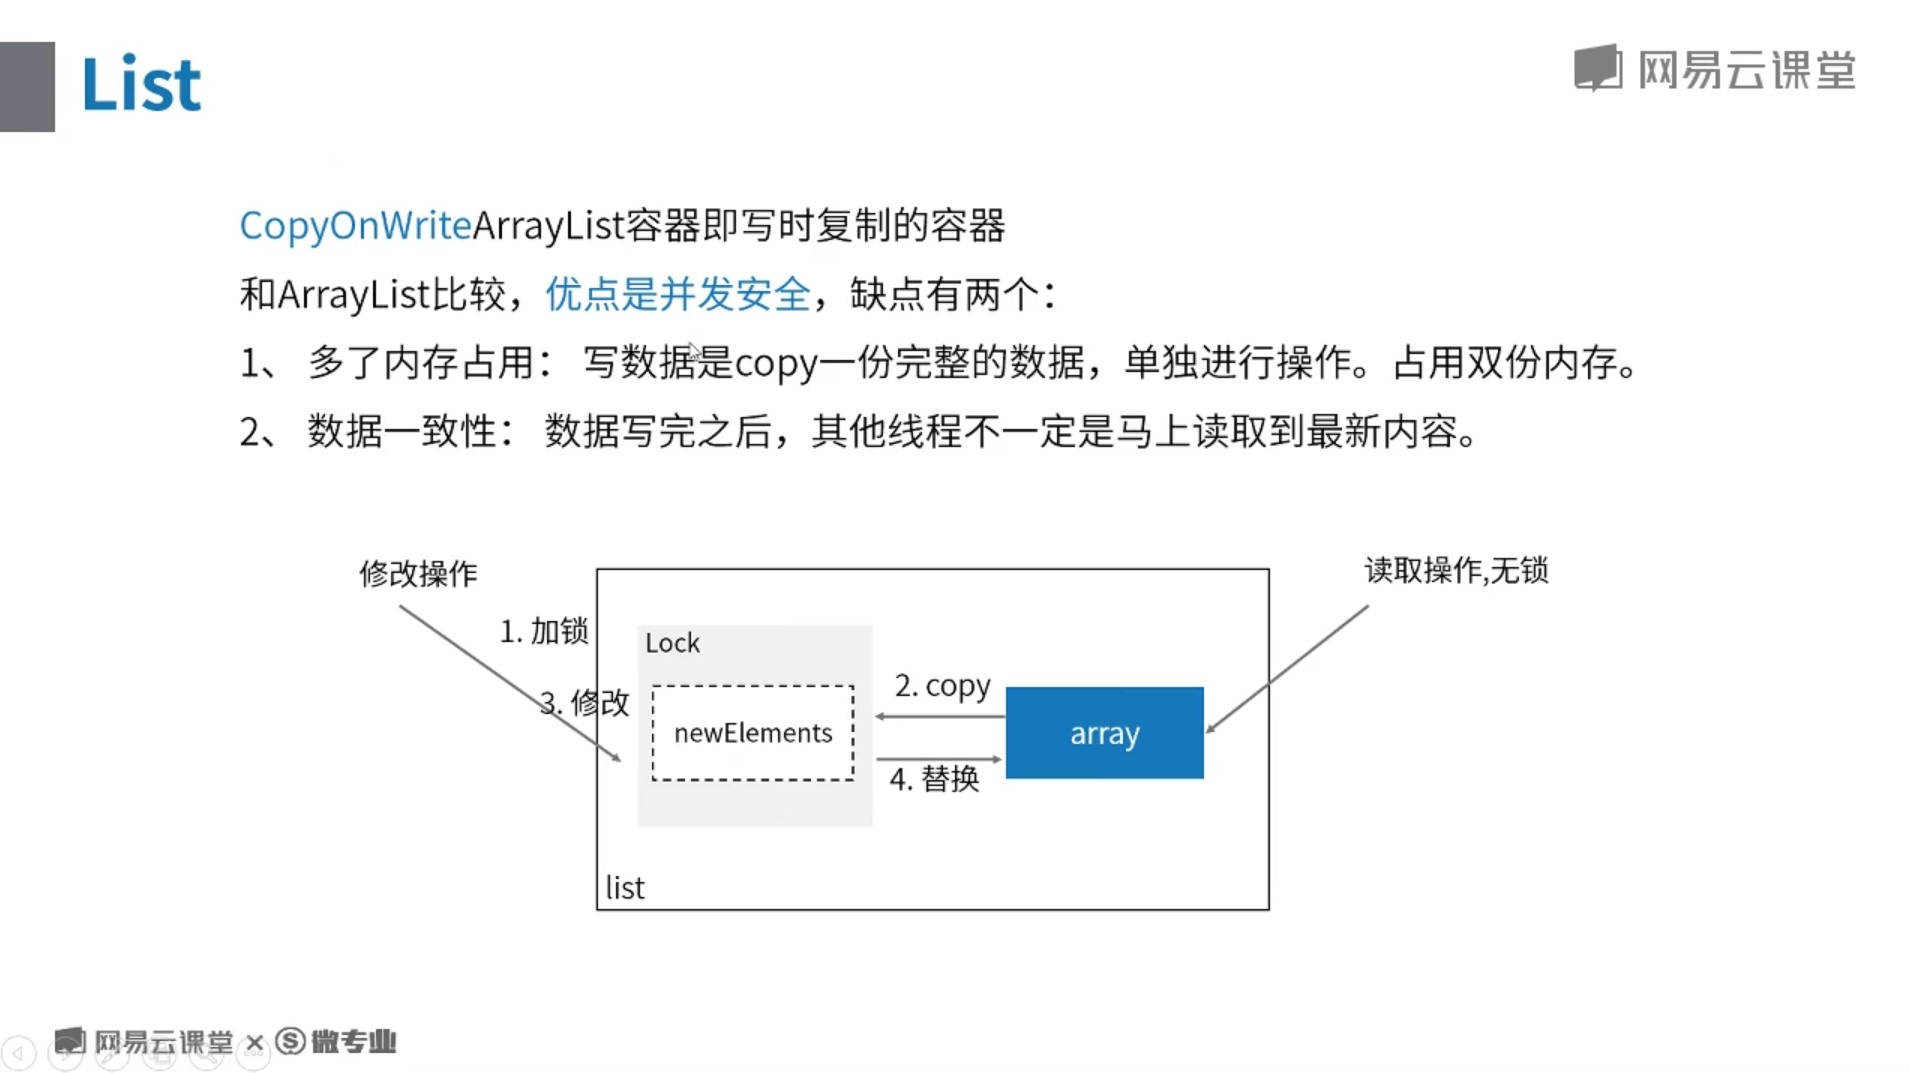 List
网易云课堂
CopyOnWriteArrayList容器即写时复制的容器
和ArrayList比较，优点是并发安全，缺点有两个：
1、 多了内存占用： 写数据是copy一份完整的数据，单独进行操作。占用双份内存。
2、 数据一致性： 数据写完之后，其他线程不一定是马上读取到最新内容。
修改操作
读取操作,无锁
1. 加锁
Lock
2. copy
3. 修改
newElements
array
4. 替换
list
网易云课堂 × S 微专业